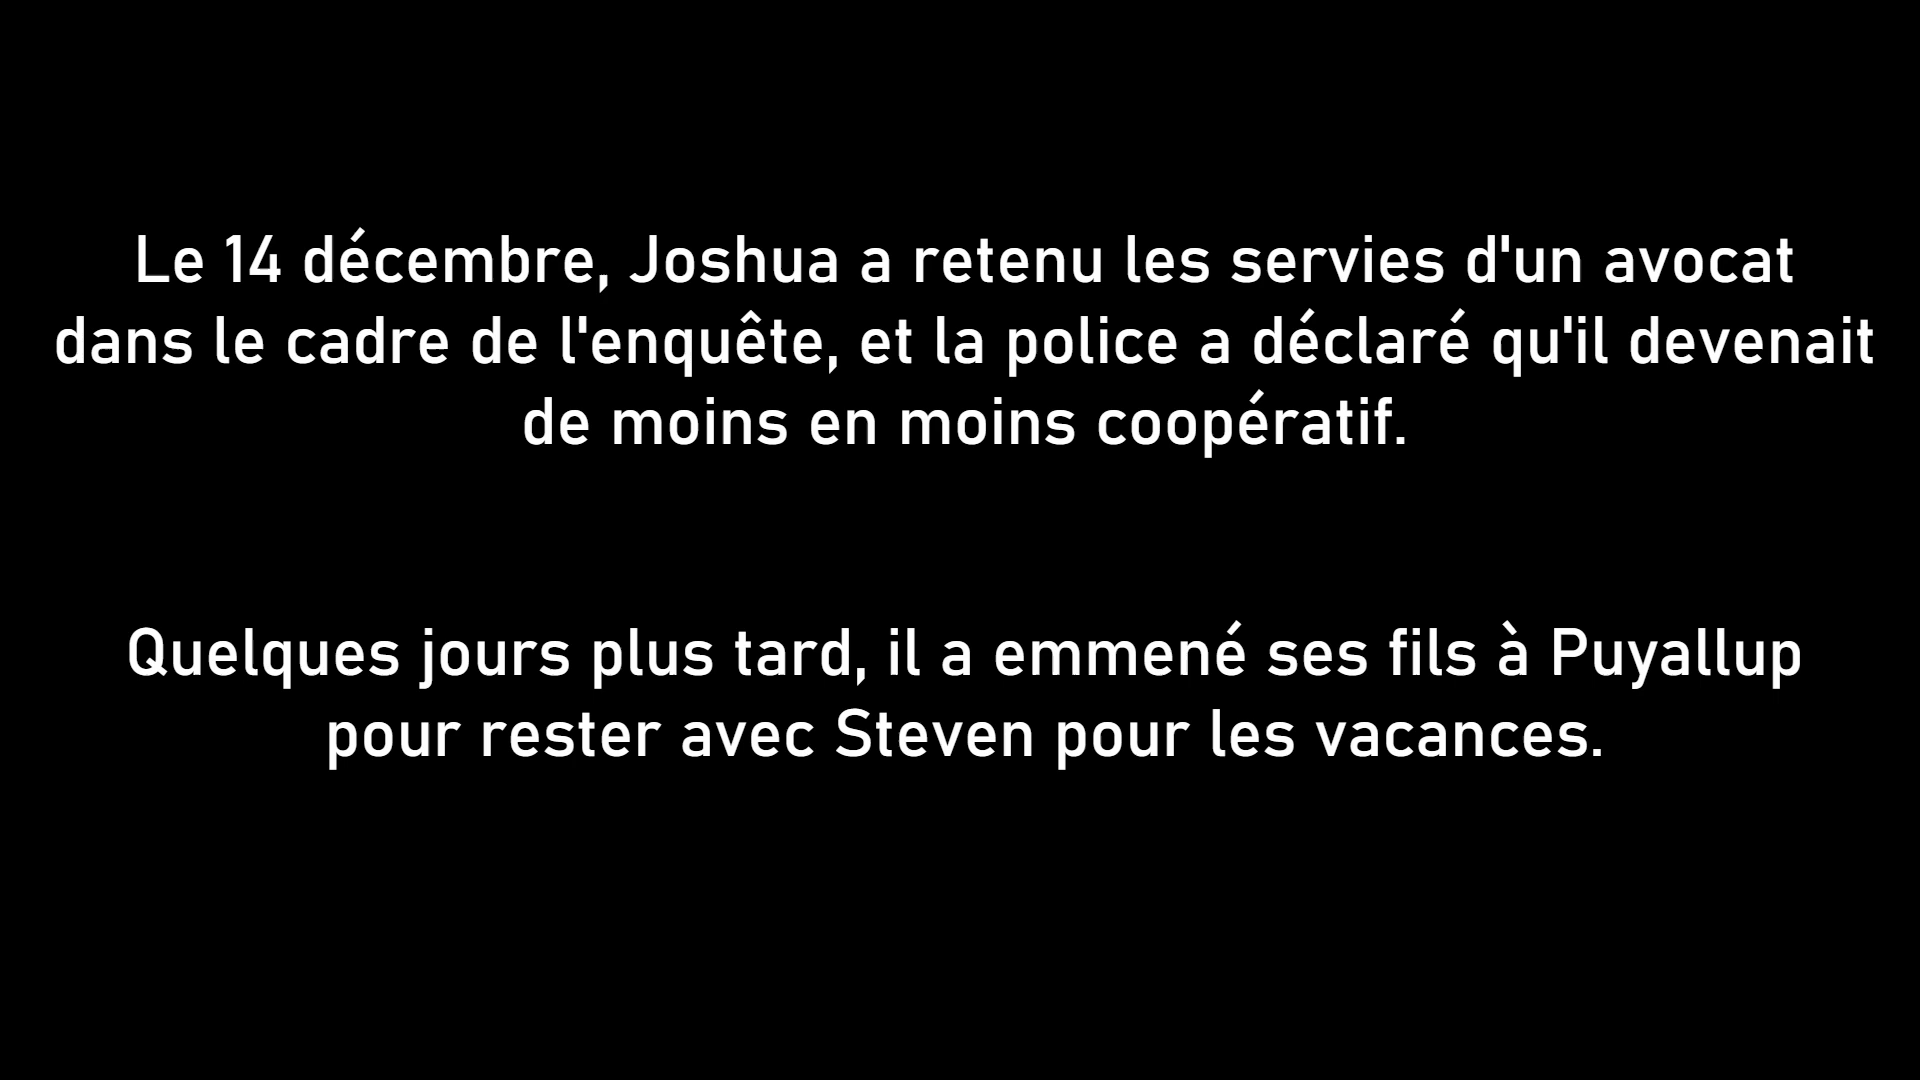 Le 14 décembre, Joshua a retenu les servies d'un avocat
dans le cadre de l'enquête, et la police a déclaré qu'il devenait
de moins en moins coopératif.
Quelques jours plus tard, il a emmené ses fils à Puyallup
pour rester avec Steven pour les vacances.